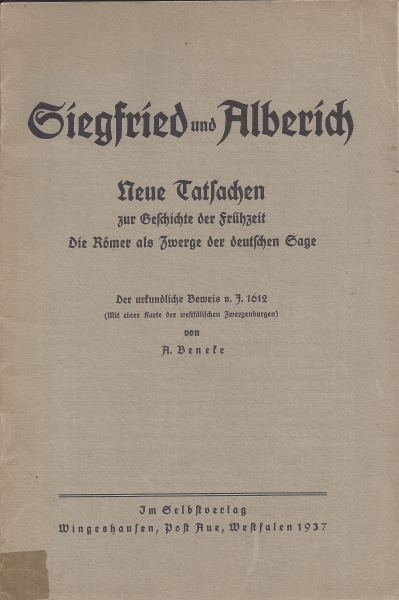 Siegfried und Alberich
Neue Tatsachen
zur Geschichte der Frühzeit
Die Römer als Zwerge der deutschen Sage
Der urkundliche Beweis v. J. 1612
(Mit einer Karte der westfälischen Zwergenburgen)
von
A. Beneke
Im Selbstverlag
Wingeshausen, Post Aue, Westfalen 1937